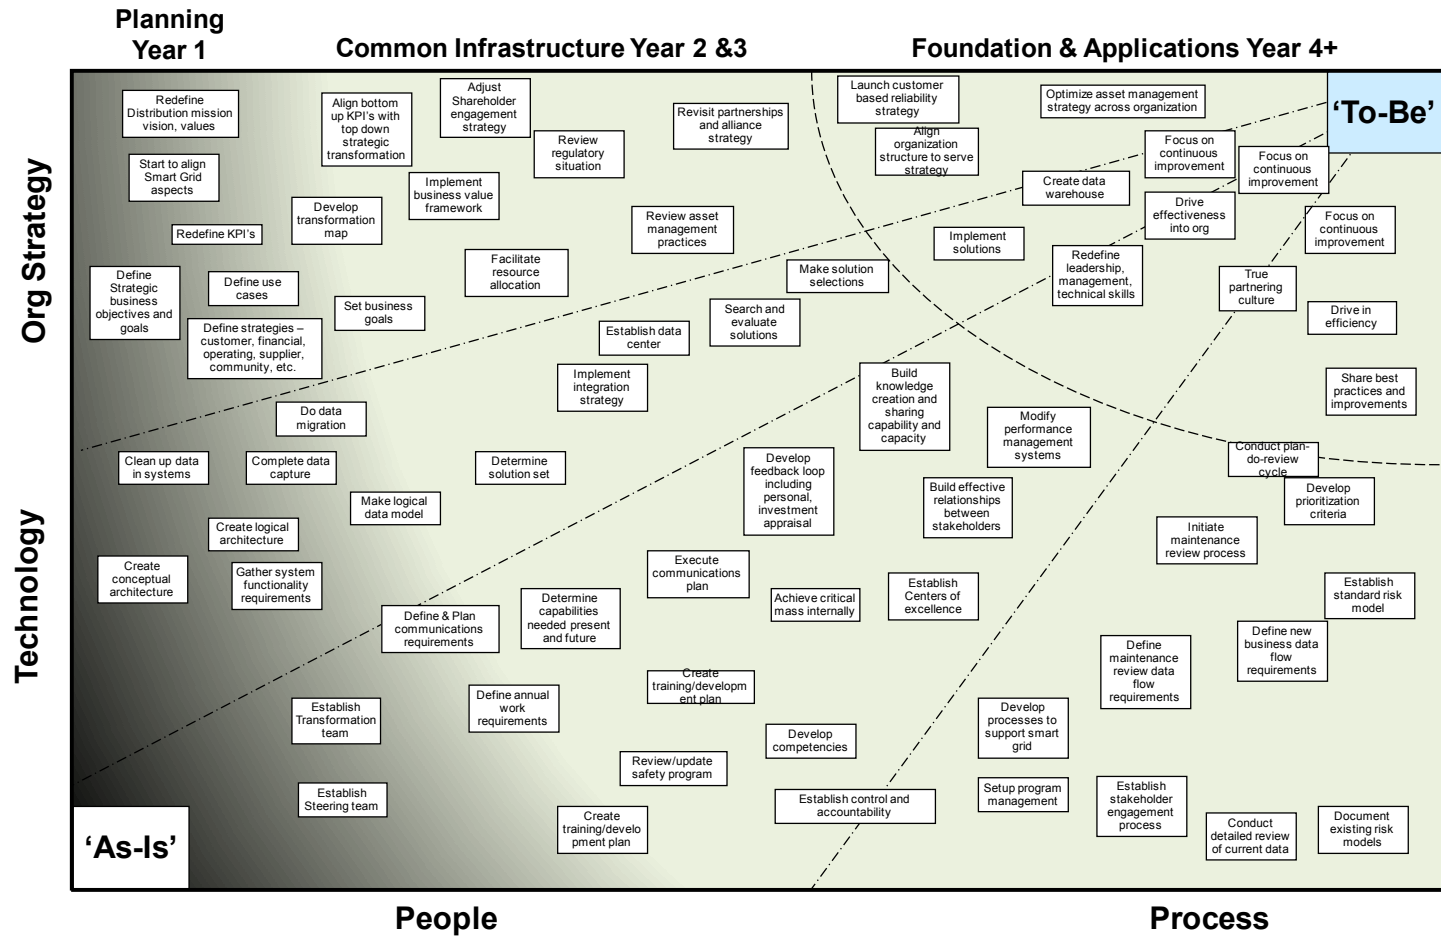 Planning
Year 1
Common Infrastructure Year 2 &3
Foundation & Applications Year 4+
Org Strategy
Technology
People
Process
‘As-Is’
‘To-Be’
Redefine
Distribution mission
vision, values
Align bottom
up KPI’s with
top down
strategic
transformation
Adjust
Shareholder
engagement
strategy
Review
regulatory
situation
Revisit partnerships
and alliance
strategy
Launch customer
based reliability
strategy
Optimize asset management
strategy across organization
Align
organization
structure to serve
strategy
Focus on
continuous
improvement
Focus on
continuous
improvement
Start to align
Smart Grid
aspects
Implement
business value
framework
Create data
warehouse
Develop
transformation
map
Redefine KPI’s
Review asset
management
practices
Implement
solutions
Drive
effectiveness
into org
Focus on
continuous
improvement
Define
Strategic
business
objectives and
goals
Define use
cases
Facilitate
resource
allocation
Make solution
selections
Redefine
leadership,
management,
technical skills
True
partnering
culture
Set business
goals
Define strategies –
customer, financial,
operating, supplier,
community, etc.
Establish data
center
Search and
evaluate
solutions
Drive in
efficiency
Implement
integration
strategy
Build
knowledge
creation and
sharing
capability and
capacity
Share best
practices and
improvements
Do data
migration
Modify
performance
management
systems
Clean up data
in systems
Complete data
capture
Determine
solution set
Develop
feedback loop
including
personal,
investment
appraisal
Conduct plan-
do-review
cycle
Make logical
data model
Build effective
relationships
between
stakeholders
Develop
prioritization
criteria
Create logical
architecture
Initiate
maintenance
review process
Create
conceptual
architecture
Gather system
functionality
requirements
Execute
communications
plan
Establish
Centers of
excellence
Establish
standard risk
model
Define & Plan
communications
requirements
Determine
capabilities
needed present
and future
Achieve critical
mass internally
Define
maintenance
review data
flow
requirements
Define new
business data
flow
requirements
Create
training/developm
ent plan
Establish
Transformation
team
Define annual
work
requirements
Develop
competencies
Develop
processes to
support smart
grid
Review/update
safety program
Establish
Steering team
Create
training/develo
pment plan
Establish control and
accountability
Setup program
management
Establish
stakeholder
engagement
process
Conduct
detailed review
of current data
Document
existing risk
models